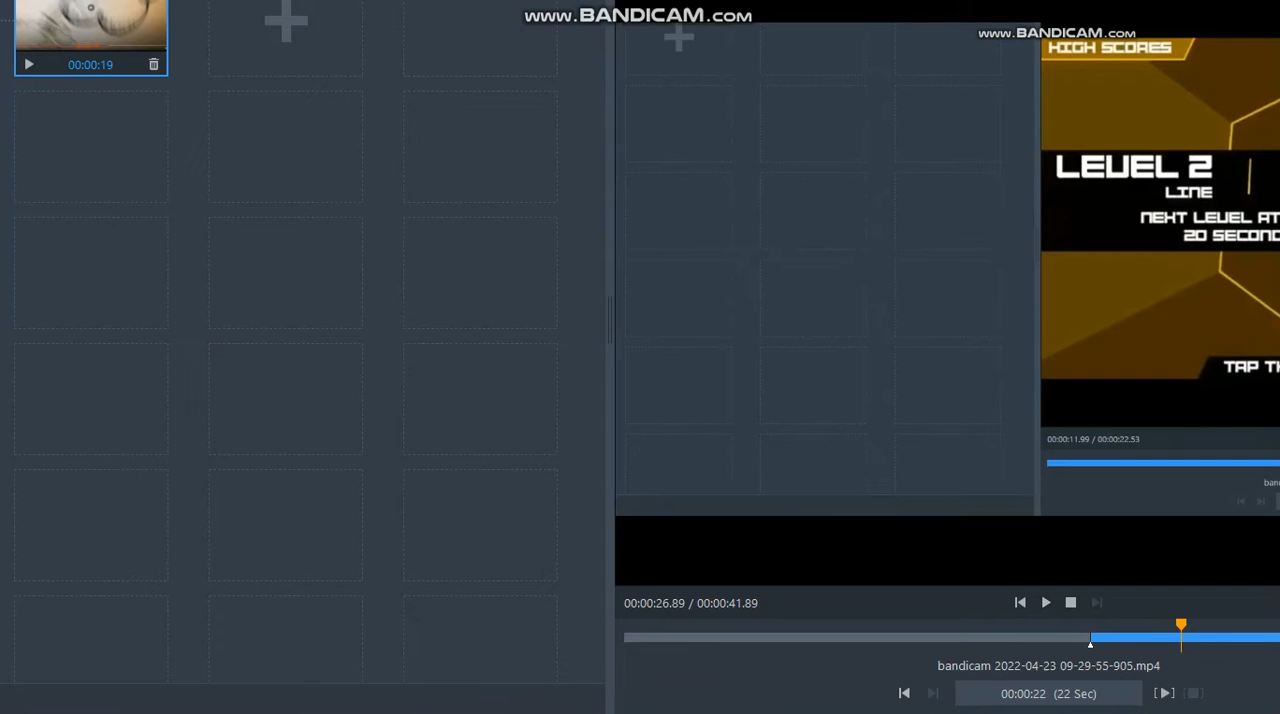 www.BANDICAM.com
www.BANDICAM.com
HIGH SCORES
00:00:19
LEVEL 2
LINE
NEXT LEVEL AT
20 SECOND
TAP TH
00:00:11.99 / 00:00:22.53
band
00:00:26.89 / 00:00:41.89
bandicam 2022-04-23 09-29-55-905.mp4
00:00:22 (22 Sec)